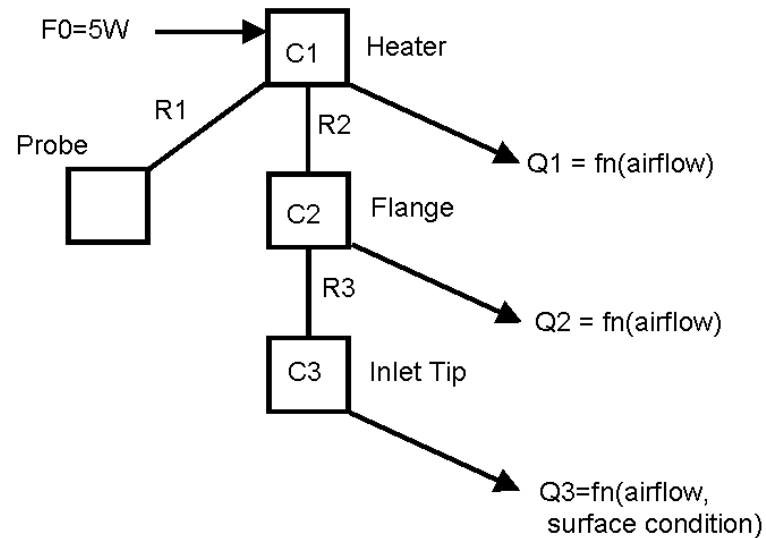 F0=5W
C1
Heater
R1
R2
Probe
Q1 = fn(airflow)
C2
Flange
R3
Q2 = fn(airflow)
C3
Inlet Tip
Q3=fn(airflow,
surface condition)